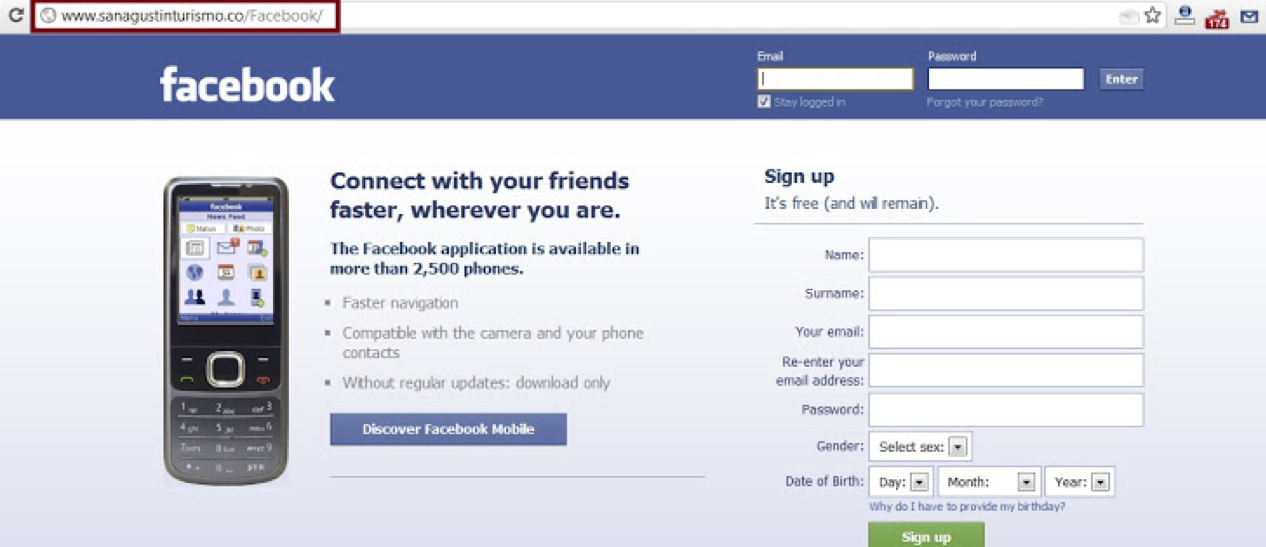 www.sanagustinturismo.co/Facebook/
174
facebook
Email
Password
Enter
Stay logged in
Forgot your password?
Connect with your friends
faster, wherever you are.
The Facebook application is available in
more than 2,500 phones.
Faster navigation
Compatible with the camera and your phone
contacts
Without regular updates: download only
Discover Facebook Mobile
facebook
News Feed
Status
Photo
Sign up
It's free (and will remain).
Name:
Surname:
Your email:
Re-enter your
email address:
Password:
Gender:
Select sex:
Date of Birth:
Day:
Month:
Year:
Why do I have to provide my birthday?
Sign up